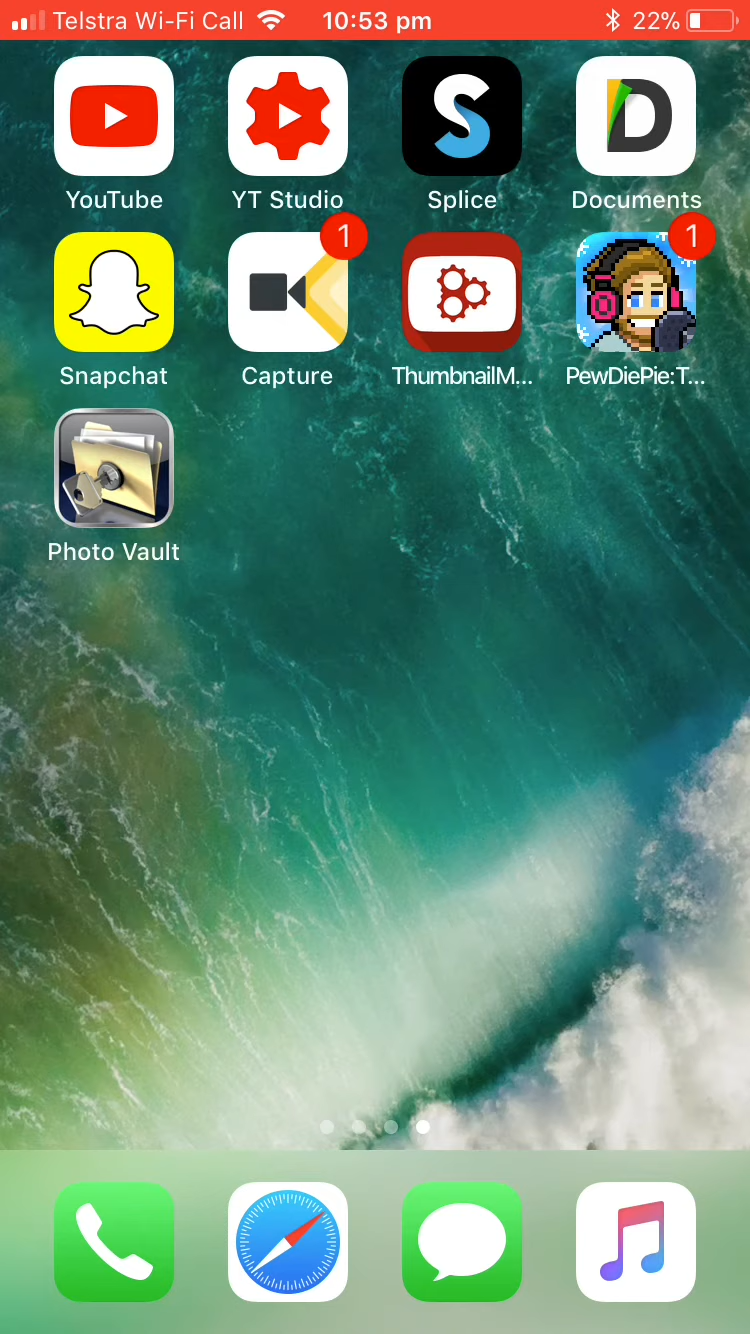 Telstra Wi-Fi Call 10:53 pm 22%
YouTube YT Studio Splice Documents
1 1
Snapchat Capture ThumbnailM... PewDiePie:T...
Photo Vault